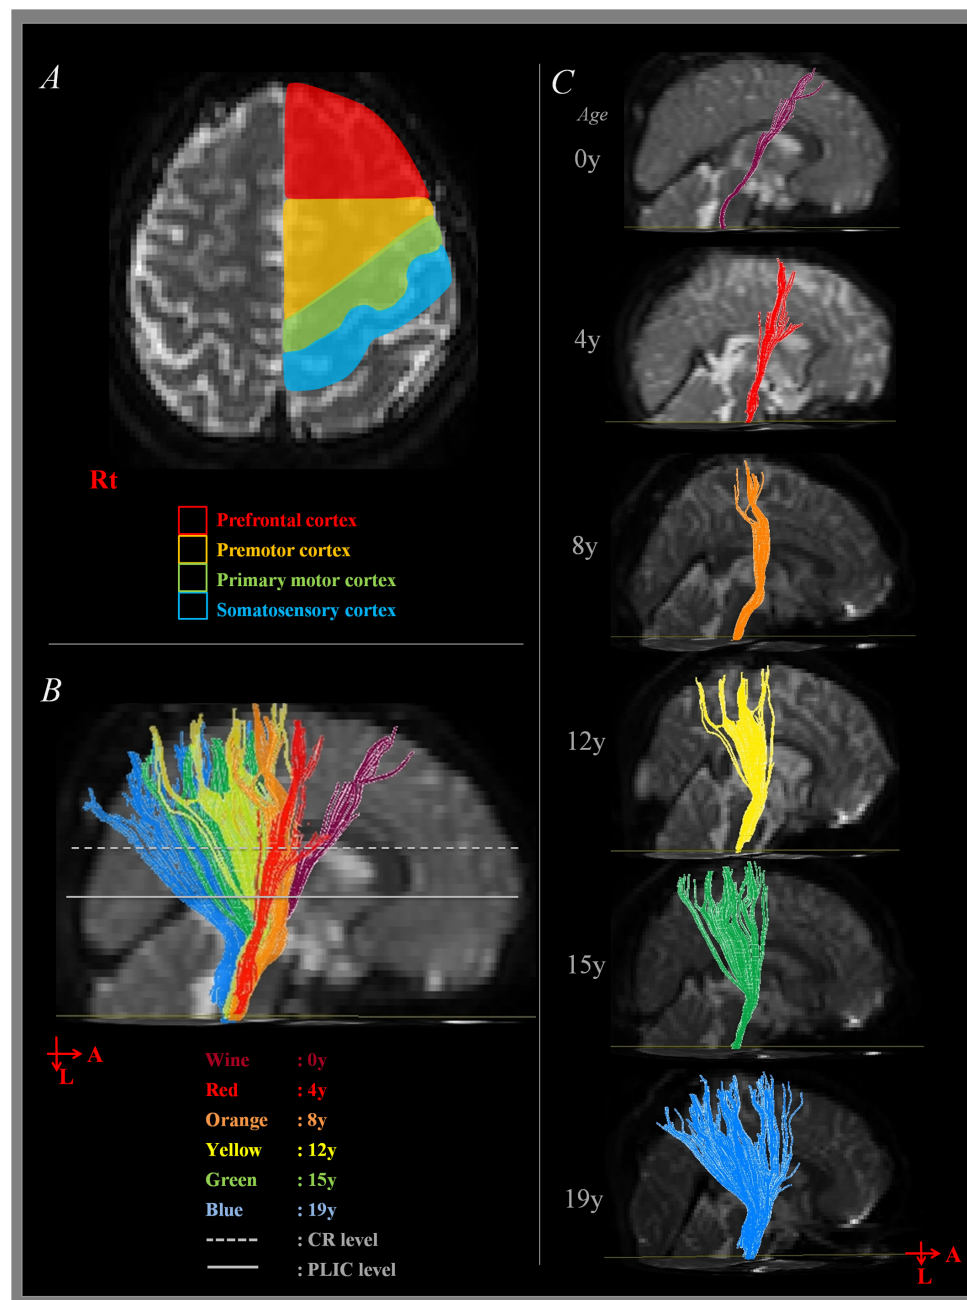 A
Rt
Prefrontal cortex
Premotor cortex
Primary motor cortex
Somatosensory cortex
B
A
L
Wine : 0y
Red : 4y
Orange : 8y
Yellow : 12y
Green : 15y
Blue : 19y
: CR level
: PLIC level
C
Age
0y
4y
8y
12y
15y
19y
A
L